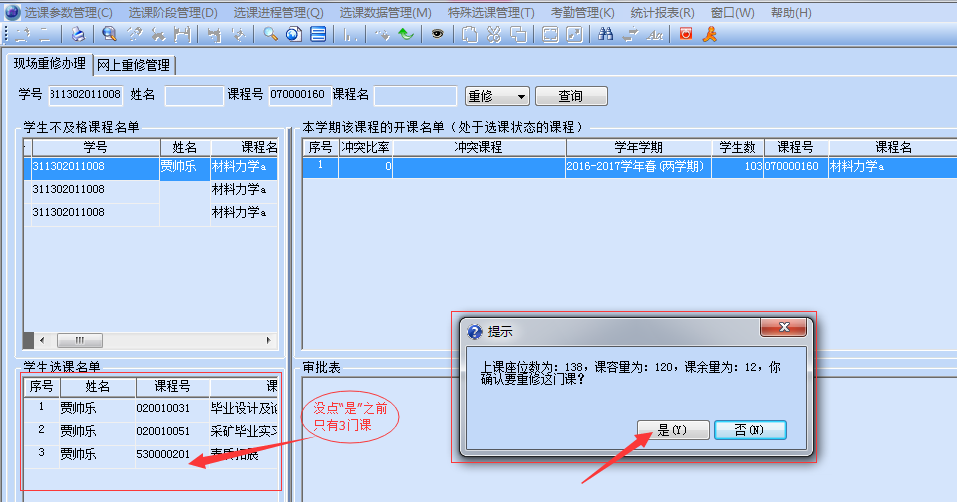 选课参数管理(C) 选课阶段管理(D) 选课进程管理(Q) 选课数据管理(M) 特殊选课管理(T) 考勤管理(K) 统计报表(R) 窗口(W) 帮助(H)
现场重修办理 网上重修管理
学号 311302011008 姓名 课程号 070000160 课程名 重修 查询
学生不及格课程名单
学号 姓名 课程名
311302011008 贾帅乐 材料力学a
311302011008 材料力学a
311302011008 材料力学a
本学期该课程的开课名单（处于选课状态的课程）
序号 冲突比率 冲突课程 学年学期 学生数 课程号 课程名
1 0 2016-2017学年春(两学期) 103 070000160 材料力学a
学生选课名单
序号 姓名 课程号 课
1 贾帅乐 020010031 毕业设计及论
2 贾帅乐 020010051 采矿毕业实习
3 贾帅乐 530000201 素质拓展
没点"是"之前
只有3门课
审批表
提示
上课座位数为：138，课容量为：120，课余量为：12，你
确认要重修这门课？
是(Y) 否(N)